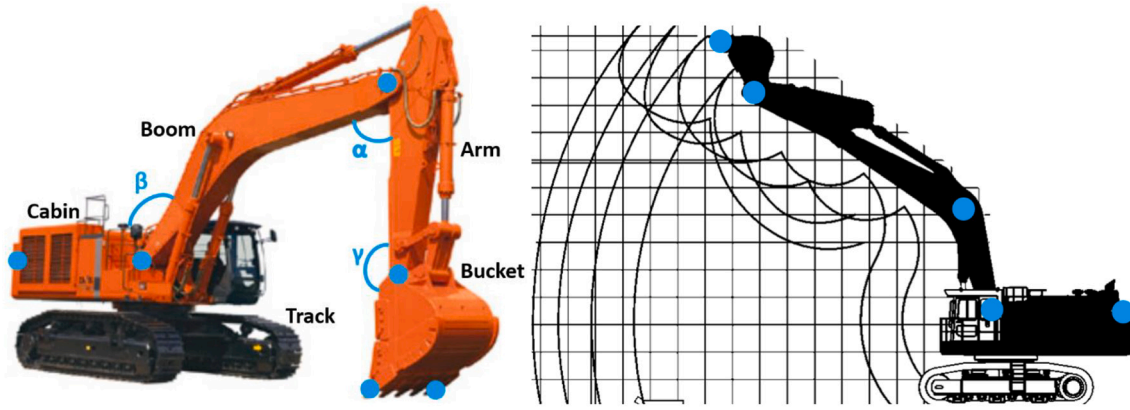 Boom
α
Arm
β
Cabin
γ
Bucket
Track